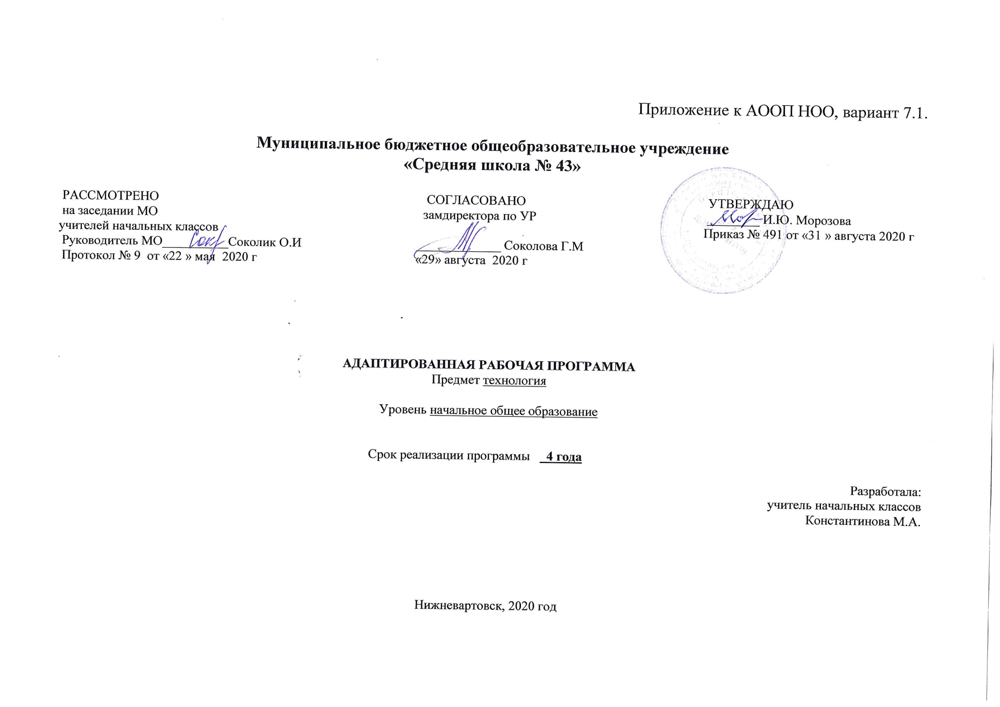 Приложение к АООП НОО, вариант 7.1.
Муниципальное бюджетное общеобразовательное учреждение
«Средняя школа № 43»
РАССМОТРЕНО
на заседании МО
учителей начальных классов
Руководитель МО__________Соколик О.И
Протокол № 9 от «22 » мая 2020 г
СОГЛАСОВАНО
замдиректора по УР
_____________ Соколова Г.М
«29» августа 2020 г
УТВЕРЖДАЮ
________И.Ю. Морозова
Приказ № 491 от «31 » августа 2020 г
АДАПТИРОВАННАЯ РАБОЧАЯ ПРОГРАММА
Предмет технология
Уровень начальное общее образование
Срок реализации программы 4 года
Разработала:
учитель начальных классов
Константинова М.А.
Нижневартовск, 2020 год